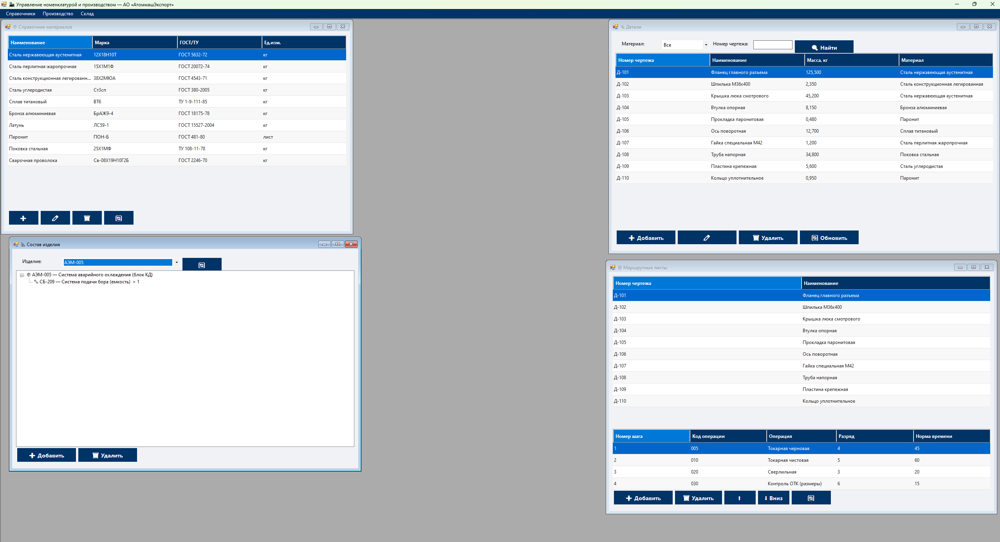 Управление номенклатурой и производством — АО «АтоммашЭкспорт»
Справочники Производство Склад
Справочник материалов
Наименование Марка ГОСТ/ТУ Ед.изм.
Сталь нержавеющая аустенитная 12Х18Н10Т ГОСТ 5632-72 кг
Сталь перлитная жаропрочная 15Х1М1Ф ГОСТ 20072-74 кг
Сталь конструкционная легированн... 38Х2МЮА ГОСТ 4543-71 кг
Сталь углеродистая Ст3сп ГОСТ 380-2005 кг
Сплав титановый ВТ6 ТУ 1-9-111-85 кг
Бронза алюминиевая БрАЖ9-4 ГОСТ 18175-78 кг
Латунь ЛС59-1 ГОСТ 15527-2004 кг
Паронит ПОН-Б ГОСТ 481-80 лист
Поковка стальная 25Х1МФ ТУ 108-11-78 кг
Сварочная проволока Св-08Х19Н10Г2Б ГОСТ 2246-70 кг
Детали
Материал: Все Номер чертежа: Найти
Номер чертежа Наименование Масса, кг Материал
Д-101 Фланец главного разъема 125,500 Сталь нержавеющая аустенитная
Д-102 Шпилька М36х400 2,350 Сталь конструкционная легированная
Д-103 Крышка люка смотрового 45,200 Сталь нержавеющая аустенитная
Д-104 Втулка опорная 8,150 Бронза алюминиевая
Д-105 Прокладка паронитовая 0,480 Паронит
Д-106 Ось поворотная 12,700 Сплав титановый
Д-107 Гайка специальная М42 1,200 Сталь перлитная жаропрочная
Д-108 Труба напорная 34,800 Поковка стальная
Д-109 Пластина крепежная 5,600 Сталь углеродистая
Д-110 Кольцо уплотнительное 0,950 Паронит
Добавить Удалить Обновить
Состав изделия
Изделие: АЭМ-005
АЭМ-005 — Система аварийного охлаждения (блок КД)
СБ-209 — Система подачи бора (емкость) × 1
Добавить Удалить
Маршрутные листы
Номер чертежа Наименование
Д-101 Фланец главного разъема
Д-102 Шпилька М36х400
Д-103 Крышка люка смотрового
Д-104 Втулка опорная
Д-105 Прокладка паронитовая
Д-106 Ось поворотная
Д-107 Гайка специальная М42
Д-108 Труба напорная
Д-109 Пластина крепежная
Д-110 Кольцо уплотнительное
Номер шага Код операции Операция Разряд Норма времени
1 005 Токарная черновая 4 45
2 010 Токарная чистовая 5 60
3 020 Сверлильная 3 20
4 030 Контроль ОТК (размеры) 6 15
Добавить Удалить ⬆ ⬇ Вниз